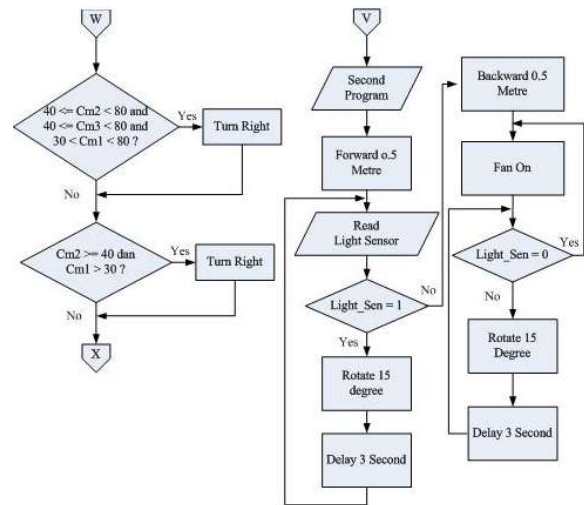 W
40 <= Cm2 < 80 and
40 <= Cm3 < 80 and
30 < Cm1 < 80 ?
Yes
Turn Right
No
Cm2 >= 40 dan
Cm1 > 30 ?
Yes
Turn Right
No
X
V
Second
Program
Forward o.5
Metre
Read
Light Sensor
Light_Sen = 1
No
Yes
Rotate 15
degree
Delay 3 Second
Backward 0.5
Metre
Fan On
Light_Sen = 0
Yes
No
Rotate 15
Degree
Delay 3 Second